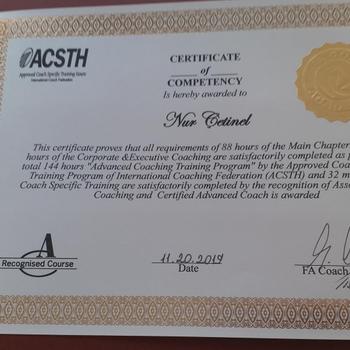 ACSTH
Approved Coach Specific Training Hours
International Coach Federation
CERTIFICATE
of
COMPETENCY
Is hereby awarded to
Nur Cetinel
This certificate proves that all requirements of 88 hours of the Main Chapter
hours of the Corporate &Executive Coaching are satisfactorily completed as p
total 144 hours "Advanced Coaching Training Program" by the Approved Coa
Training Program of International Coaching Federation (ACSTH) and 32 m
Coach Specific Training are satisfactorily completed by the recognition of Asso
Coaching and Certified Advanced Coach is awarded
A
Recognised Course
11.20.2017
Date
FA Coach